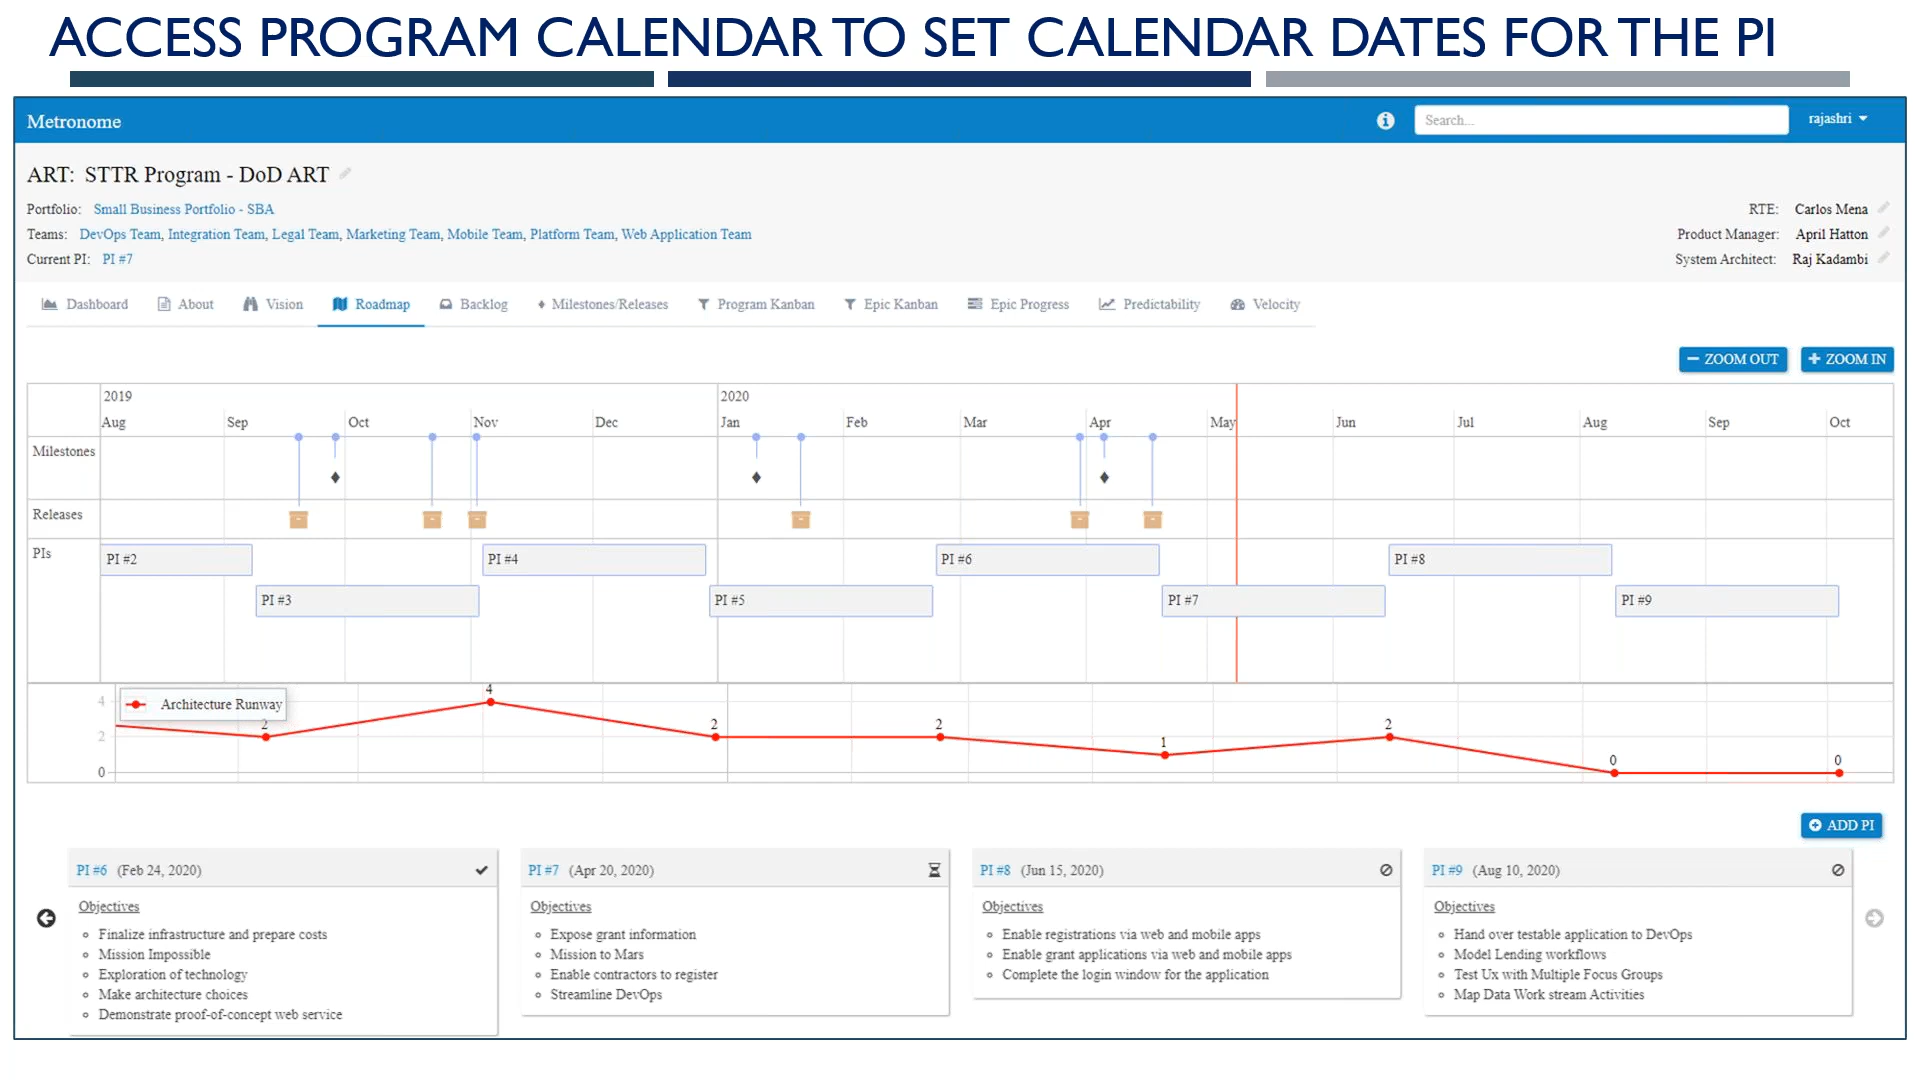 ACCESS PROGRAM CALENDAR TO SET CALENDAR DATES FOR THE PI
Metronome
Search...
rajashri
ART: STTR Program - DoD ART
Portfolio: Small Business Portfolio - SBA
RTE: Carlos Mena
Teams: DevOps Team, Integration Team, Legal Team, Marketing Team, Mobile Team, Platform Team, Web Application Team
Product Manager: April Hatton
Current PI: PI #7
System Architect: Raj Kadambi
Dashboard About Vision Roadmap Backlog Milestones/Releases Program Kanban Epic Kanban Epic Progress Predictability Velocity
ZOOM OUT ZOOM IN
2019 2020
Aug Sep Oct Nov Dec Jan Feb Mar Apr May Jun Jul Aug Sep Oct
Milestones
Releases
PIs
PI #2 PI #4 PI #6 PI #8
PI #3 PI #5 PI #7 PI #9
4
4 Architecture Runway
2 2 2 2
2 1
0 0 0
ADD PI
PI #6 (Feb 24, 2020)
Objectives
Finalize infrastructure and prepare costs
Mission Impossible
Exploration of technology
Make architecture choices
Demonstrate proof-of-concept web service
PI #7 (Apr 20, 2020)
Objectives
Expose grant information
Mission to Mars
Enable contractors to register
Streamline DevOps
PI #8 (Jun 15, 2020)
Objectives
Enable registrations via web and mobile apps
Enable grant applications via web and mobile apps
Complete the login window for the application
PI #9 (Aug 10, 2020)
Objectives
Hand over testable application to DevOps
Model Lending workflows
Test Ux with Multiple Focus Groups
Map Data Work stream Activities